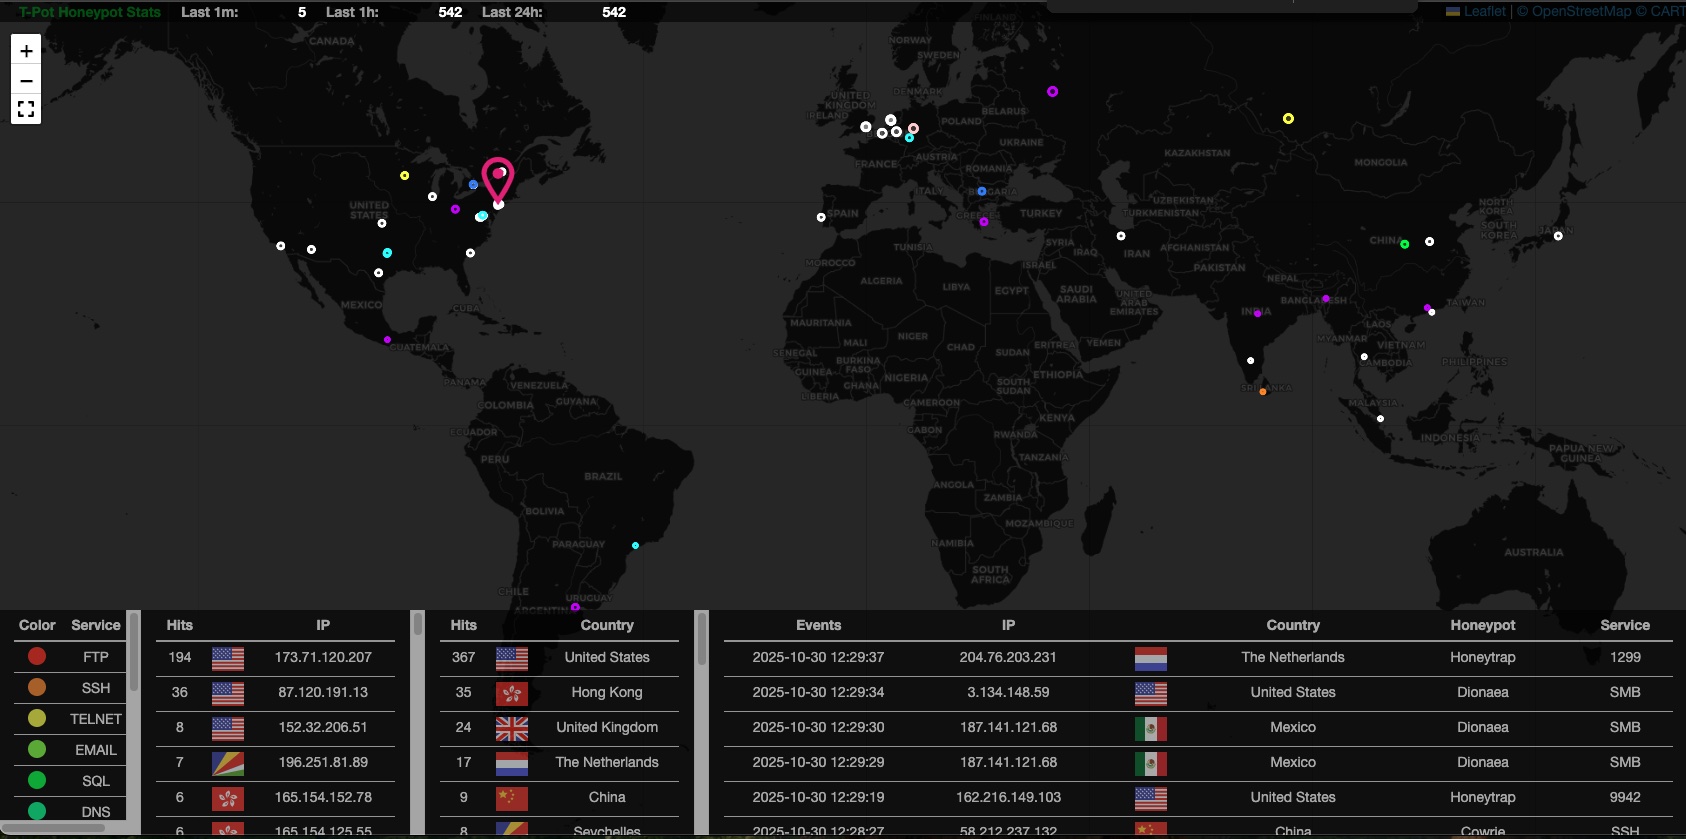 T-Pot Honeypot Stats Last 1m: 5 Last 1h: 542 Last 24h: 542
Leaflet | © OpenStreetMap © CART
+
−
FINLAND
NORWAY
SWEDEN
CANADA
DENMARK
UNITED KINGDOM
IRELAND
BELARUS
POLAND
UKRAINE
KAZAKHSTAN
MONGOLIA
FRANCE
AUSTRIA
ROMANIA
ITALY
BULGARIA
UNITED STATES
SPAIN
GREECE
TURKEY
UZBEKISTAN
TURKMENISTAN
NORTH KOREA
SOUTH KOREA
JAPAN
CHINA
TUNISIA
SYRIA
IRAQ
IRAN
AFGHANISTAN
MOROCCO
ISRAEL
PAKISTAN
NEPAL
ALGERIA
LIBYA
EGYPT
SAUDI ARABIA
UNITED ARAB EMIRATES
BANGLADESH
TAIWAN
MEXICO
CUBA
INDIA
MAURITANIA
MALI
NIGER
CHAD
SUDAN
ERITREA
YEMEN
LAOS
MYANMAR
VIETNAM
GUATEMALA
SENEGAL
BURKINA FASO
GUINEA
GHANA
NIGERIA
SOUTH SUDAN
ETHIOPIA
CAMBODIA
PHILIPPINES
PANAMA
VENEZUELA
LIBERIA
CAMEROON
SRI LANKA
COLOMBIA
GUYANA
MALAYSIA
ECUADOR
GABON
KENYA
RWANDA
INDONESIA
PERU
BRAZIL
TANZANIA
PAPUA NEW GUINEA
ANGOLA
ZAMBIA
BOLIVIA
MOZAMBIQUE
PARAGUAY
NAMIBIA
AUSTRALIA
SOUTH AFRICA
CHILE
URUGUAY
ARGENTINA
Color Service
FTP
SSH
TELNET
EMAIL
SQL
DNS
Hits IP
194 173.71.120.207
36 87.120.191.13
8 152.32.206.51
7 196.251.81.89
6 165.154.152.78
6 165.154.125.55
Hits Country
367 United States
35 Hong Kong
24 United Kingdom
17 The Netherlands
9 China
8 Seychelles
Events IP Country Honeypot Service
2025-10-30 12:29:37 204.76.203.231 The Netherlands Honeytrap 1299
2025-10-30 12:29:34 3.134.148.59 United States Dionaea SMB
2025-10-30 12:29:30 187.141.121.68 Mexico Dionaea SMB
2025-10-30 12:29:29 187.141.121.68 Mexico Dionaea SMB
2025-10-30 12:29:19 162.216.149.103 United States Honeytrap 9942
2025-10-30 12:28:27 58.212.237.132 China Cowrie SSH